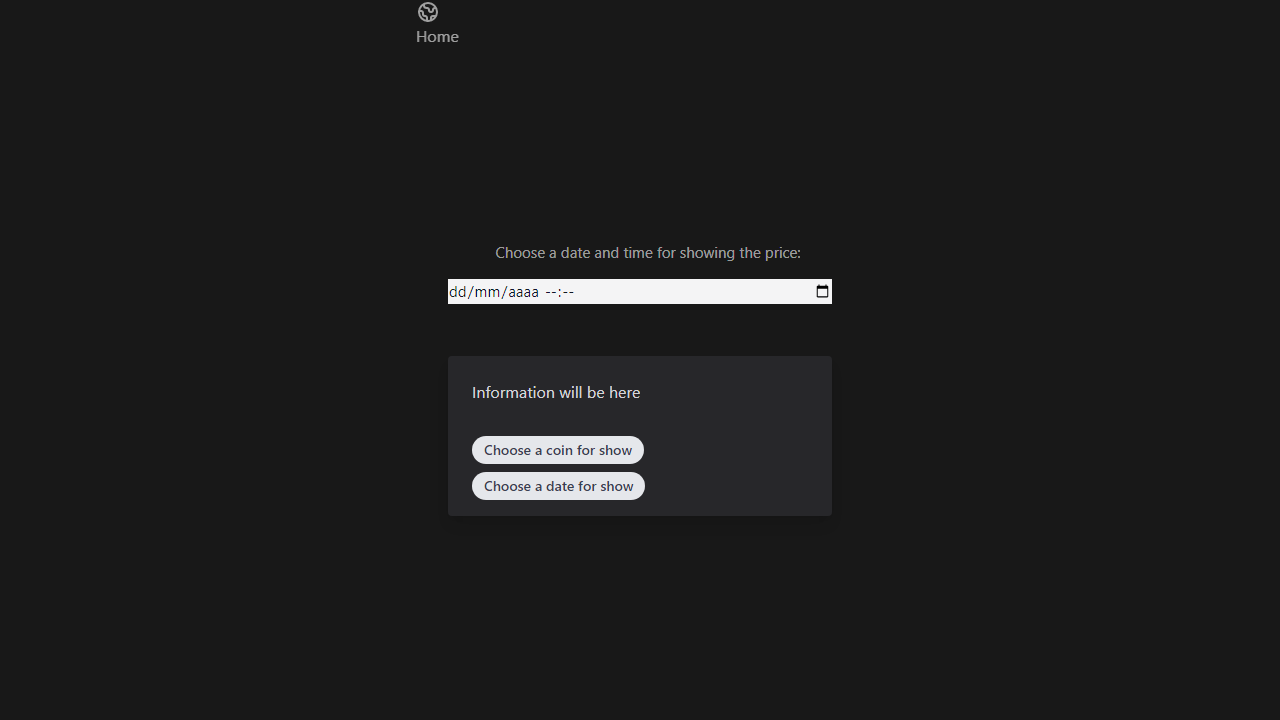 Home
Choose a date and time for showing the price:
dd/mm/aaaa --:--
Information will be here
Choose a coin for show
Choose a date for show